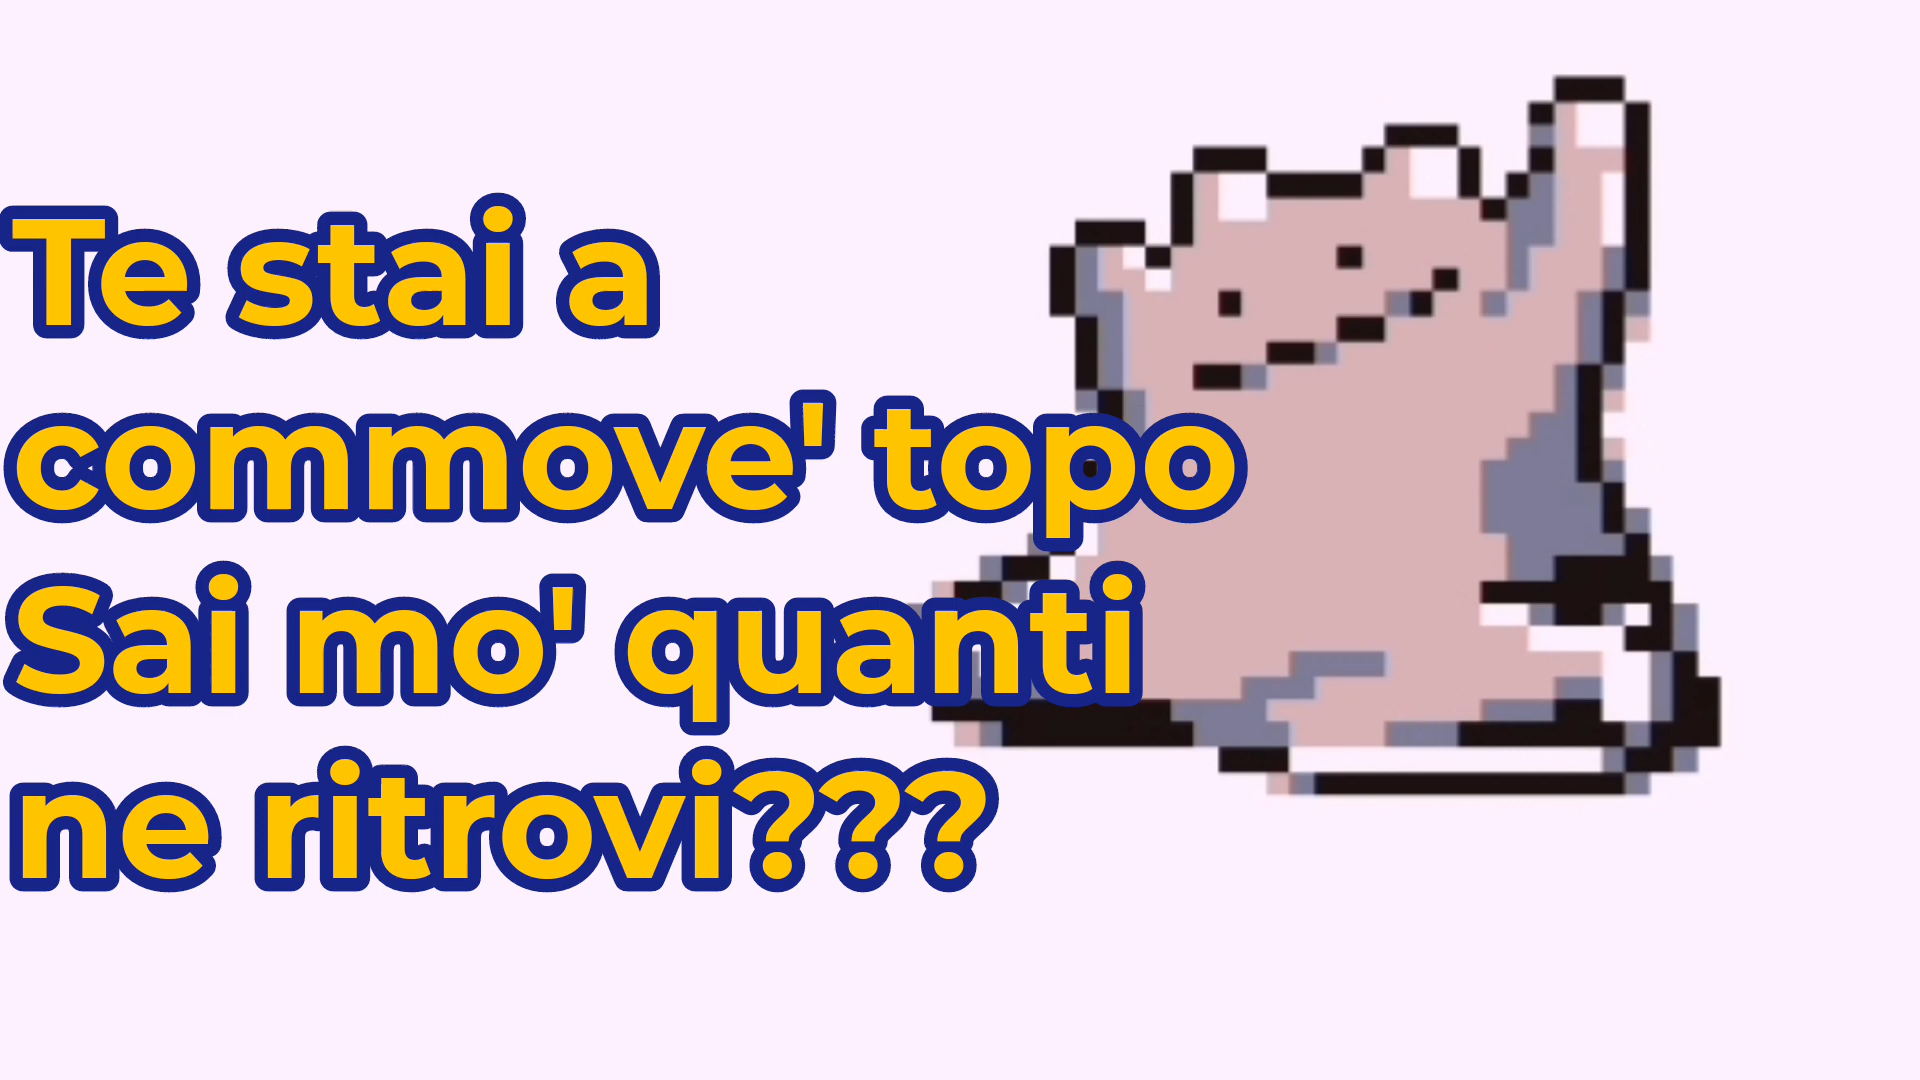 Te stai a
commove' topo
Sai mo' quanti
ne ritrovi???